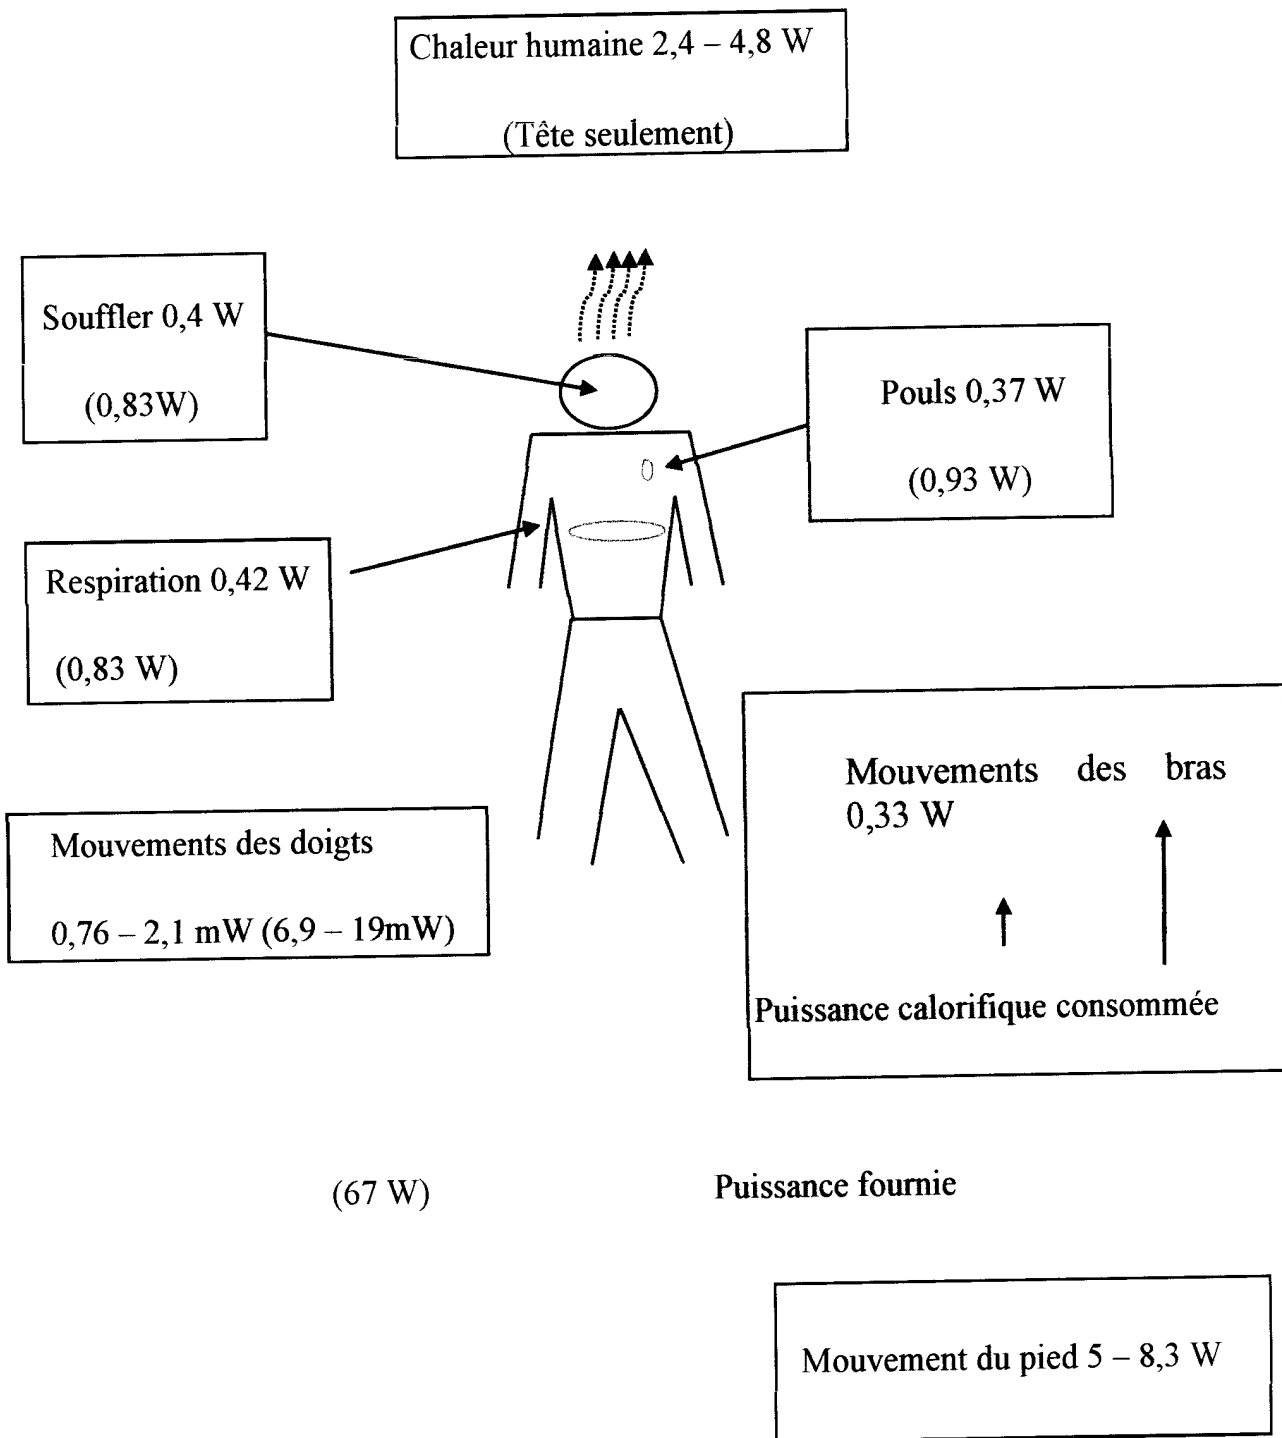 Chaleur humaine 2,4 – 4,8 W
(Tête seulement)
Souffler 0,4 W
(0,83W)
Pouls 0,37 W
(0,93 W)
Respiration 0,42 W
(0,83 W)
Mouvements des bras
0,33 W
Mouvements des doigts
0,76 – 2,1 mW (6,9 – 19mW)
Puissance calorifique consommée
(67 W)
Puissance fournie
Mouvement du pied 5 – 8,3 W